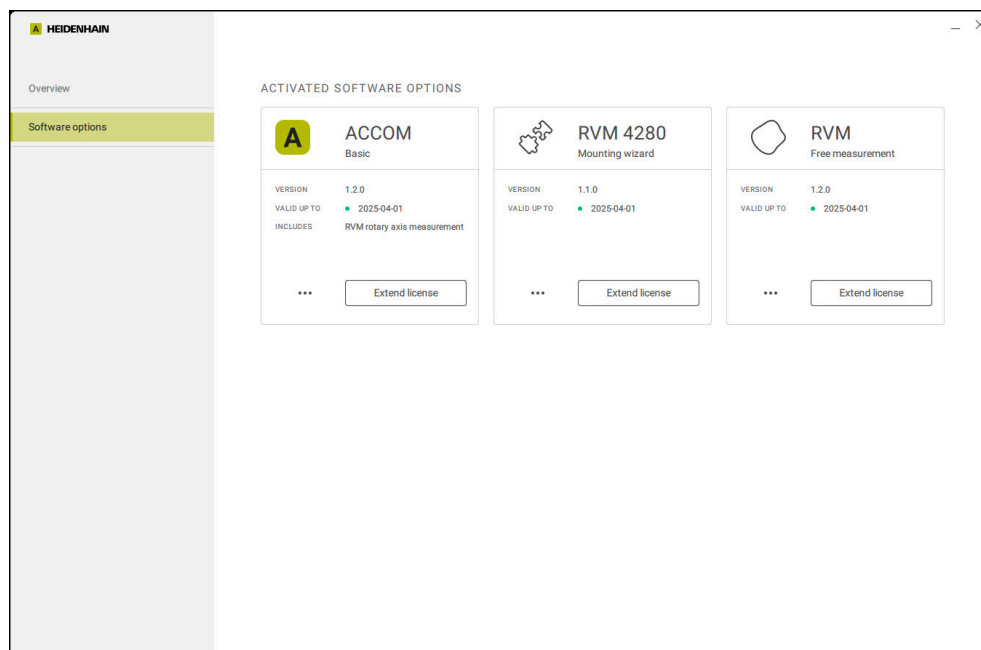 A HEIDENHAIN
Overview
Software options
ACTIVATED SOFTWARE OPTIONS
A
ACCOM
Basic
VERSION 1.2.0
VALID UP TO 2025-04-01
INCLUDES RVM rotary axis measurement
Extend license
RVM 4280
Mounting wizard
VERSION 1.1.0
VALID UP TO 2025-04-01
Extend license
RVM
Free measurement
VERSION 1.2.0
VALID UP TO 2025-04-01
Extend license